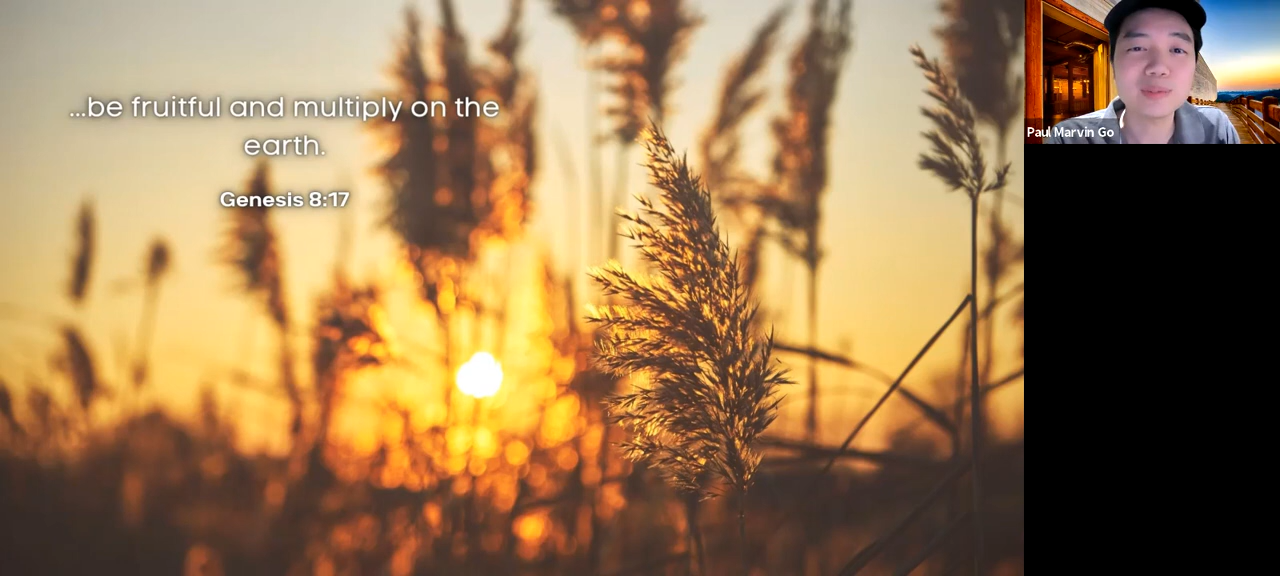 ...be fruitful and multiply on the
earth.
Genesis 8:17
Paul Marvin Go